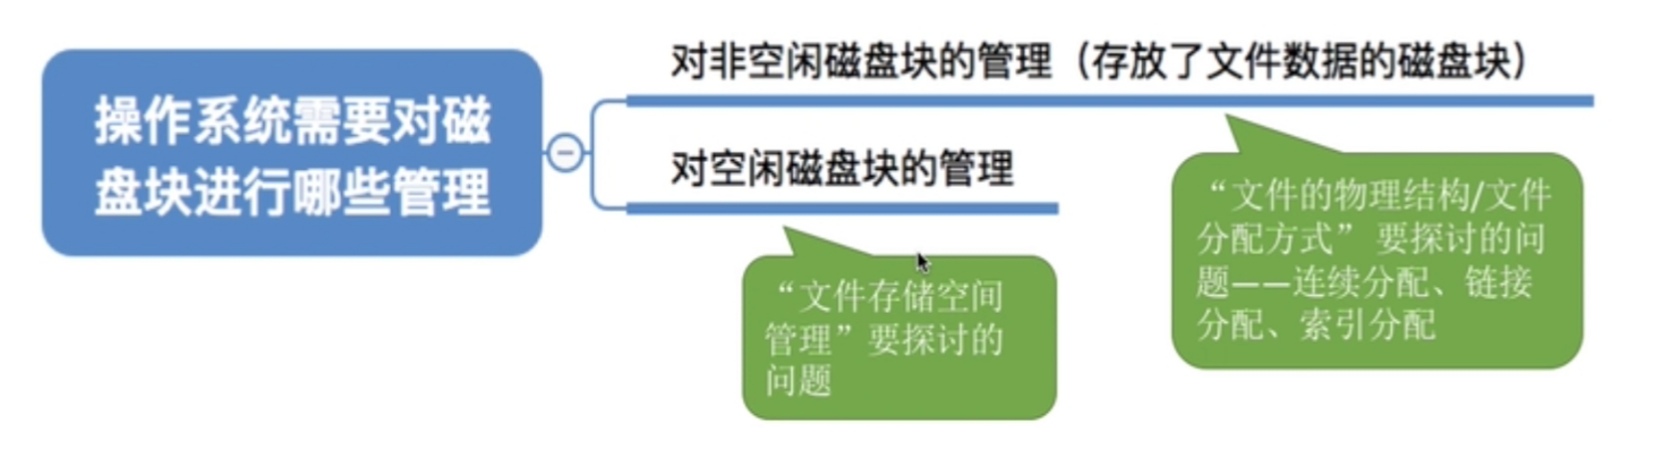 操作系统需要对磁
盘块进行哪些管理
对非空闲磁盘块的管理（存放了文件数据的磁盘块）
对空闲磁盘块的管理
“文件的物理结构/文件
分配方式” 要探讨的问
题——连续分配、链接
分配、索引分配
“文件存储空间
管理”要探讨的
问题